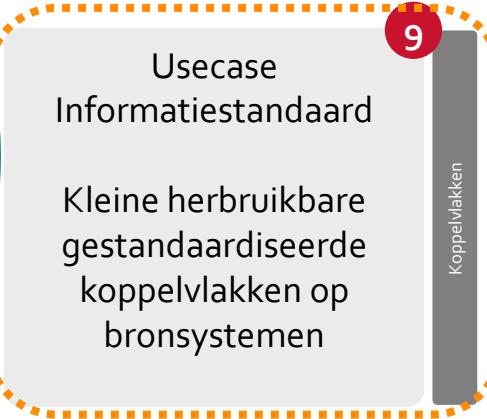 9
Usecase
Informatiestandaard
Kleine herbruikbare
gestandaardiseerde
koppelvlakken op
bronsystemen
Koppelvlakken